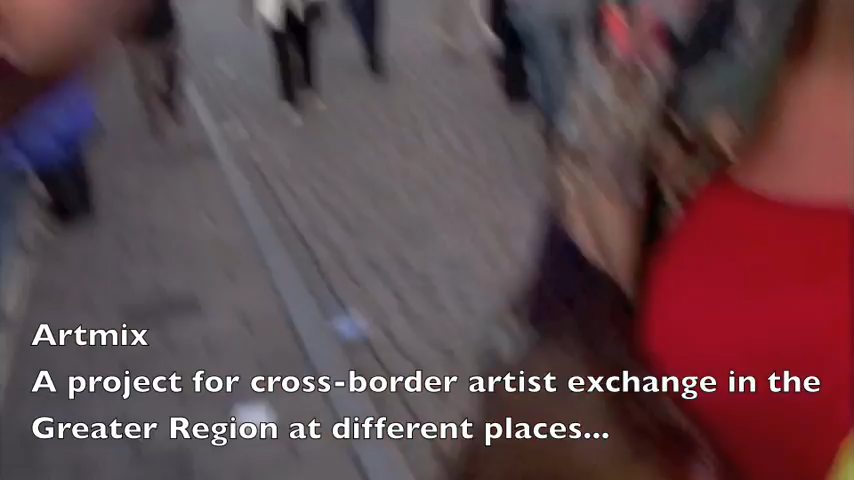 Artmix
A project for cross-border artist exchange in the
Greater Region at different places...